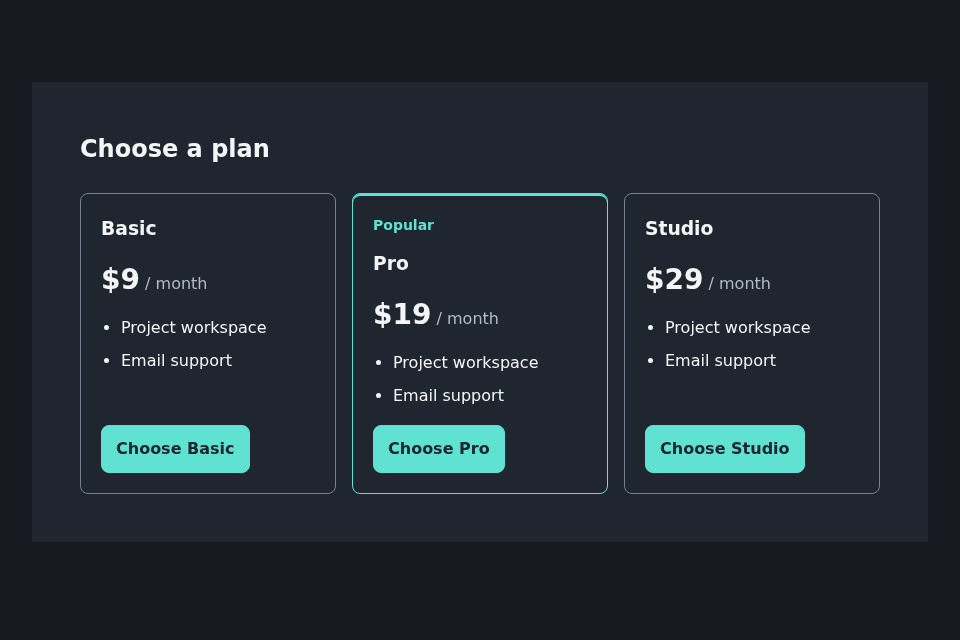 Choose a plan
Basic
$9 / month
• Project workspace
• Email support
Choose Basic
Popular
Pro
$19 / month
• Project workspace
• Email support
Choose Pro
Studio
$29 / month
• Project workspace
• Email support
Choose Studio